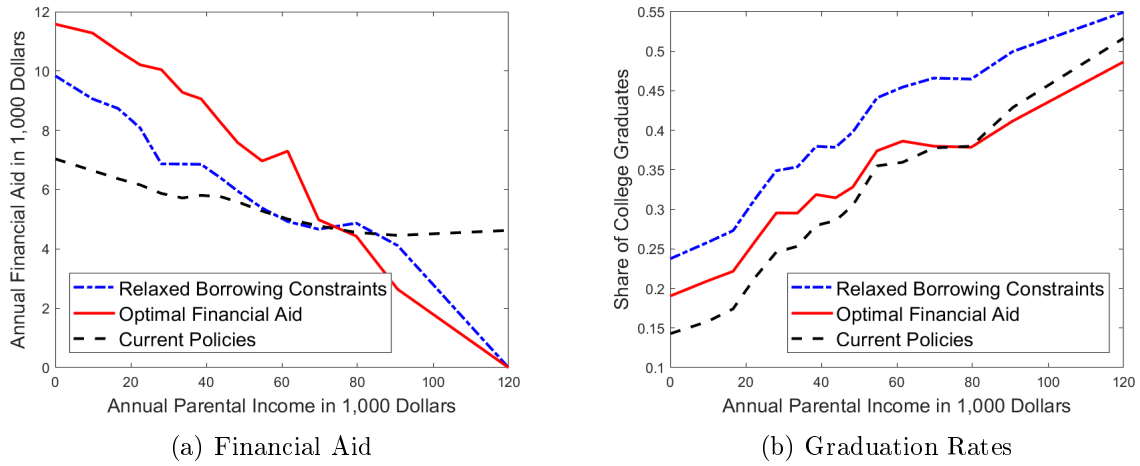 12
10
8
6
4
2
0
0 20 40 60 80 100 120
Annual Financial Aid in 1,000 Dollars
Annual Parental Income in 1,000 Dollars
Relaxed Borrowing Constraints
Optimal Financial Aid
Current Policies
(a) Financial Aid
0.55
0.5
0.45
0.4
0.35
0.3
0.25
0.2
0.15
0.1
0 20 40 60 80 100 120
Share of College Graduates
Annual Parental Income in 1,000 Dollars
Relaxed Borrowing Constraints
Optimal Financial Aid
Current Policies
(b) Graduation Rates